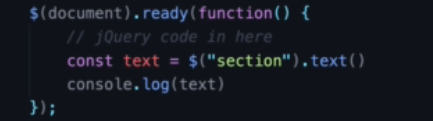 $(document).ready(function() {
// jQuery code in here
const text = $("section").text()
console.log(text)
});